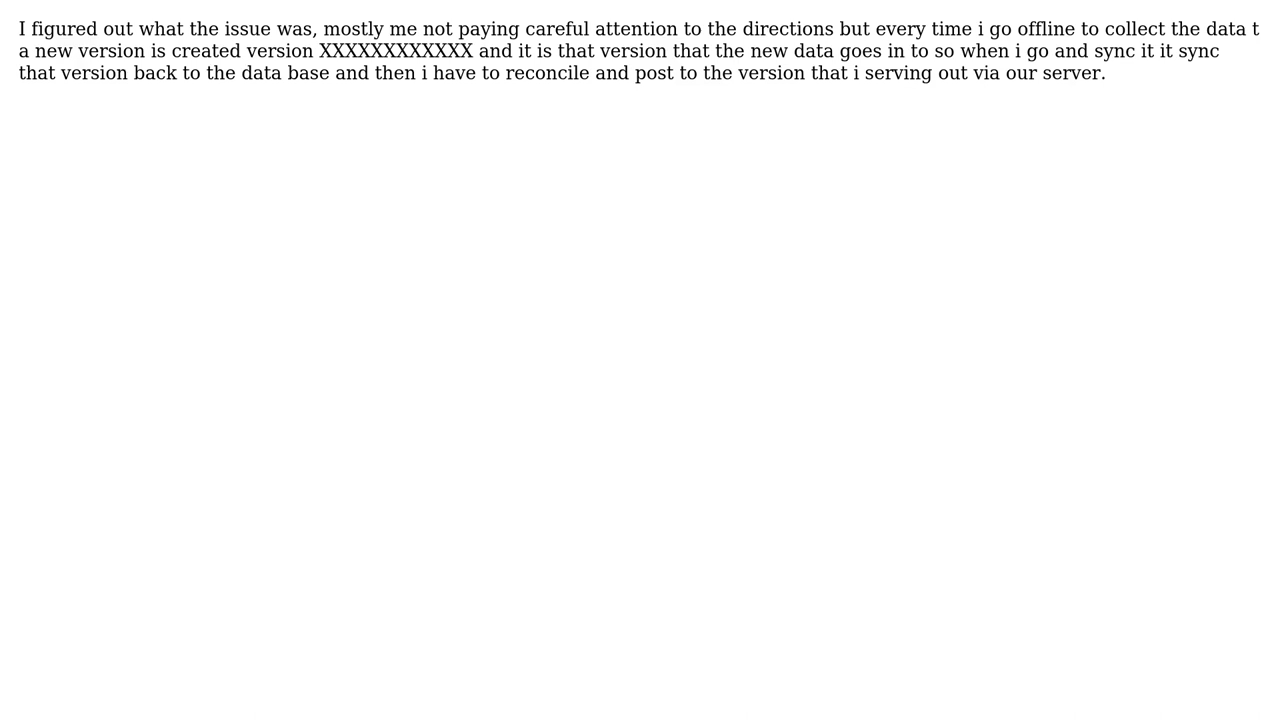 I figured out what the issue was, mostly me not paying careful attention to the directions but every time i go offline to collect the data t
a new version is created version XXXXXXXXXXXX and it is that version that the new data goes in to so when i go and sync it it sync
that version back to the data base and then i have to reconcile and post to the version that i serving out via our server.